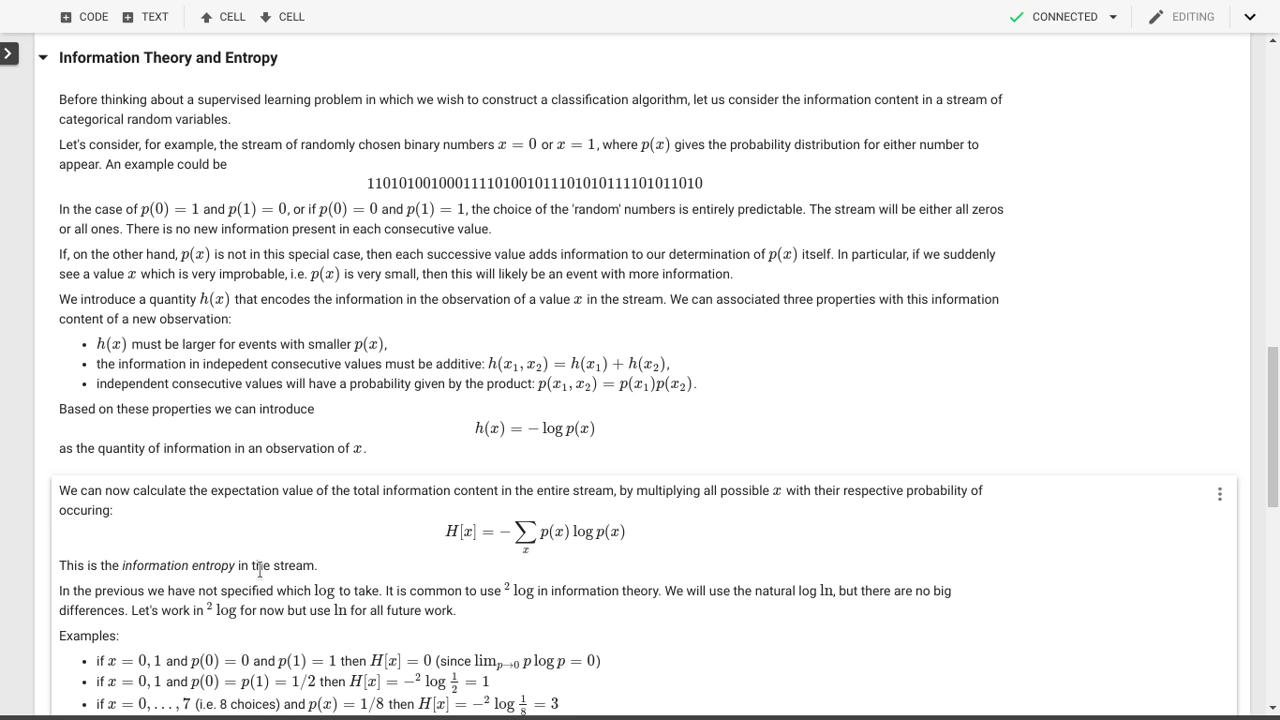 CODE TEXT CELL CELL CONNECTED EDITING
Information Theory and Entropy
Before thinking about a supervised learning problem in which we wish to construct a classification algorithm, let us consider the information content in a stream of
categorical random variables.
Let's consider, for example, the stream of randomly chosen binary numbers x = 0 or x = 1, where p(x) gives the probability distribution for either number to
appear. An example could be
1101010010001111010010111010101111010110​10
In the case of p(0) = 1 and p(1) = 0, or if p(0) = 0 and p(1) = 1, the choice of the 'random' numbers is entirely predictable. The stream will be either all zeros
or all ones. There is no new information present in each consecutive value.
If, on the other hand, p(x) is not in this special case, then each successive value adds information to our determination of p(x) itself. In particular, if we suddenly
see a value x which is very improbable, i.e. p(x) is very small, then this will likely be an event with more information.
We introduce a quantity h(x) that encodes the information in the observation of a value x in the stream. We can associated three properties with this information
content of a new observation:
• h(x) must be larger for events with smaller p(x),
• the information in indepedent consecutive values must be additive: h(x₁, x₂) = h(x₁) + h(x₂),
• independent consecutive values will have a probability given by the product: p(x₁, x₂) = p(x₁)p(x₂).
Based on these properties we can introduce
h(x) = − log p(x)
as the quantity of information in an observation of x.
We can now calculate the expectation value of the total information content in the entire stream, by multiplying all possible x with their respective probability of
occuring:
H[x] = − ∑ₓ p(x) log p(x)
This is the information entropy in the stream.
In the previous we have not specified which log to take. It is common to use ² log in information theory. We will use the natural log ln, but there are no big
differences. Let's work in ² log for now but use ln for all future work.
Examples:
• if x = 0, 1 and p(0) = 0 and p(1) = 1 then H[x] = 0 (since lim p→0 p log p = 0)
• if x = 0, 1 and p(0) = p(1) = 1/2 then H[x] = −² log 1/2 = 1
• if x = 0, . . . , 7 (i.e. 8 choices) and p(x) = 1/8 then H[x] = −² log 1/8 = 3